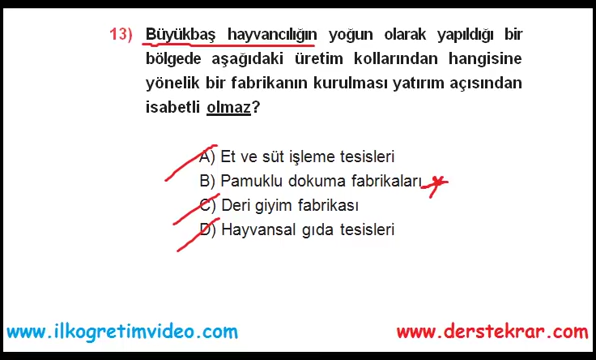 13) Büyükbaş hayvancılığın yoğun olarak yapıldığı bir
bölgede aşağıdaki üretim kollarından hangisine
yönelik bir fabrikanın kurulması yatırım açısından
isabetli olmaz?
A) Et ve süt işleme tesisleri
B) Pamuklu dokuma fabrikaları
C) Deri giyim fabrikası
D) Hayvansal gıda tesisleri
www.ilkogretimvideo.com www.derstekrar.com